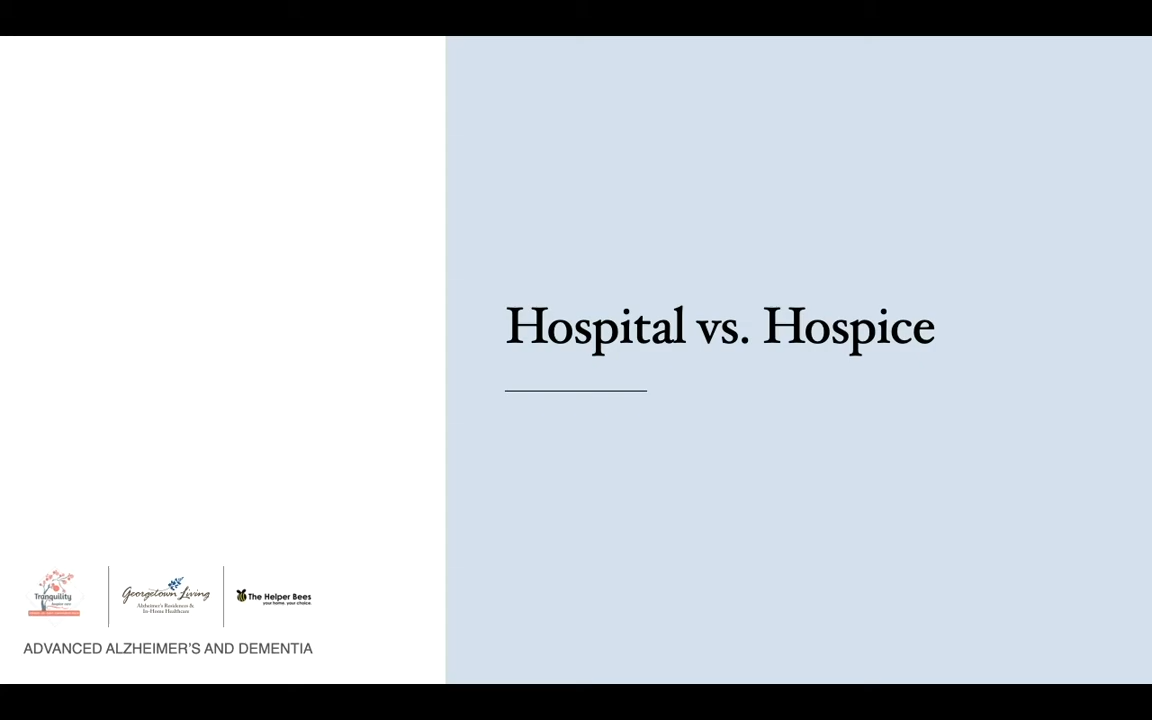 Hospital vs. Hospice
Tranquility
Georgetown Living
Alzheimer's Residence &
In-Home Healthcare
The Helper Bees
your home. your choice.
ADVANCED ALZHEIMER'S AND DEMENTIA